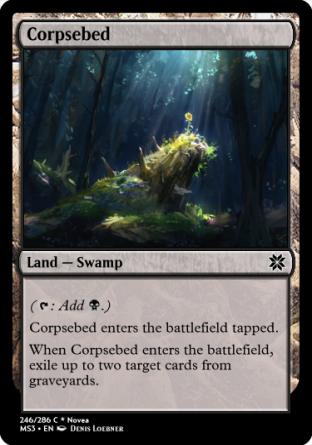 Corpsebed
Land — Swamp
(T: Add B.)
Corpsebed enters the battlefield tapped.
When Corpsebed enters the battlefield,
exile up to two target cards from
graveyards.
246/286 C * Novea
MS3 • EN Denis Loebner